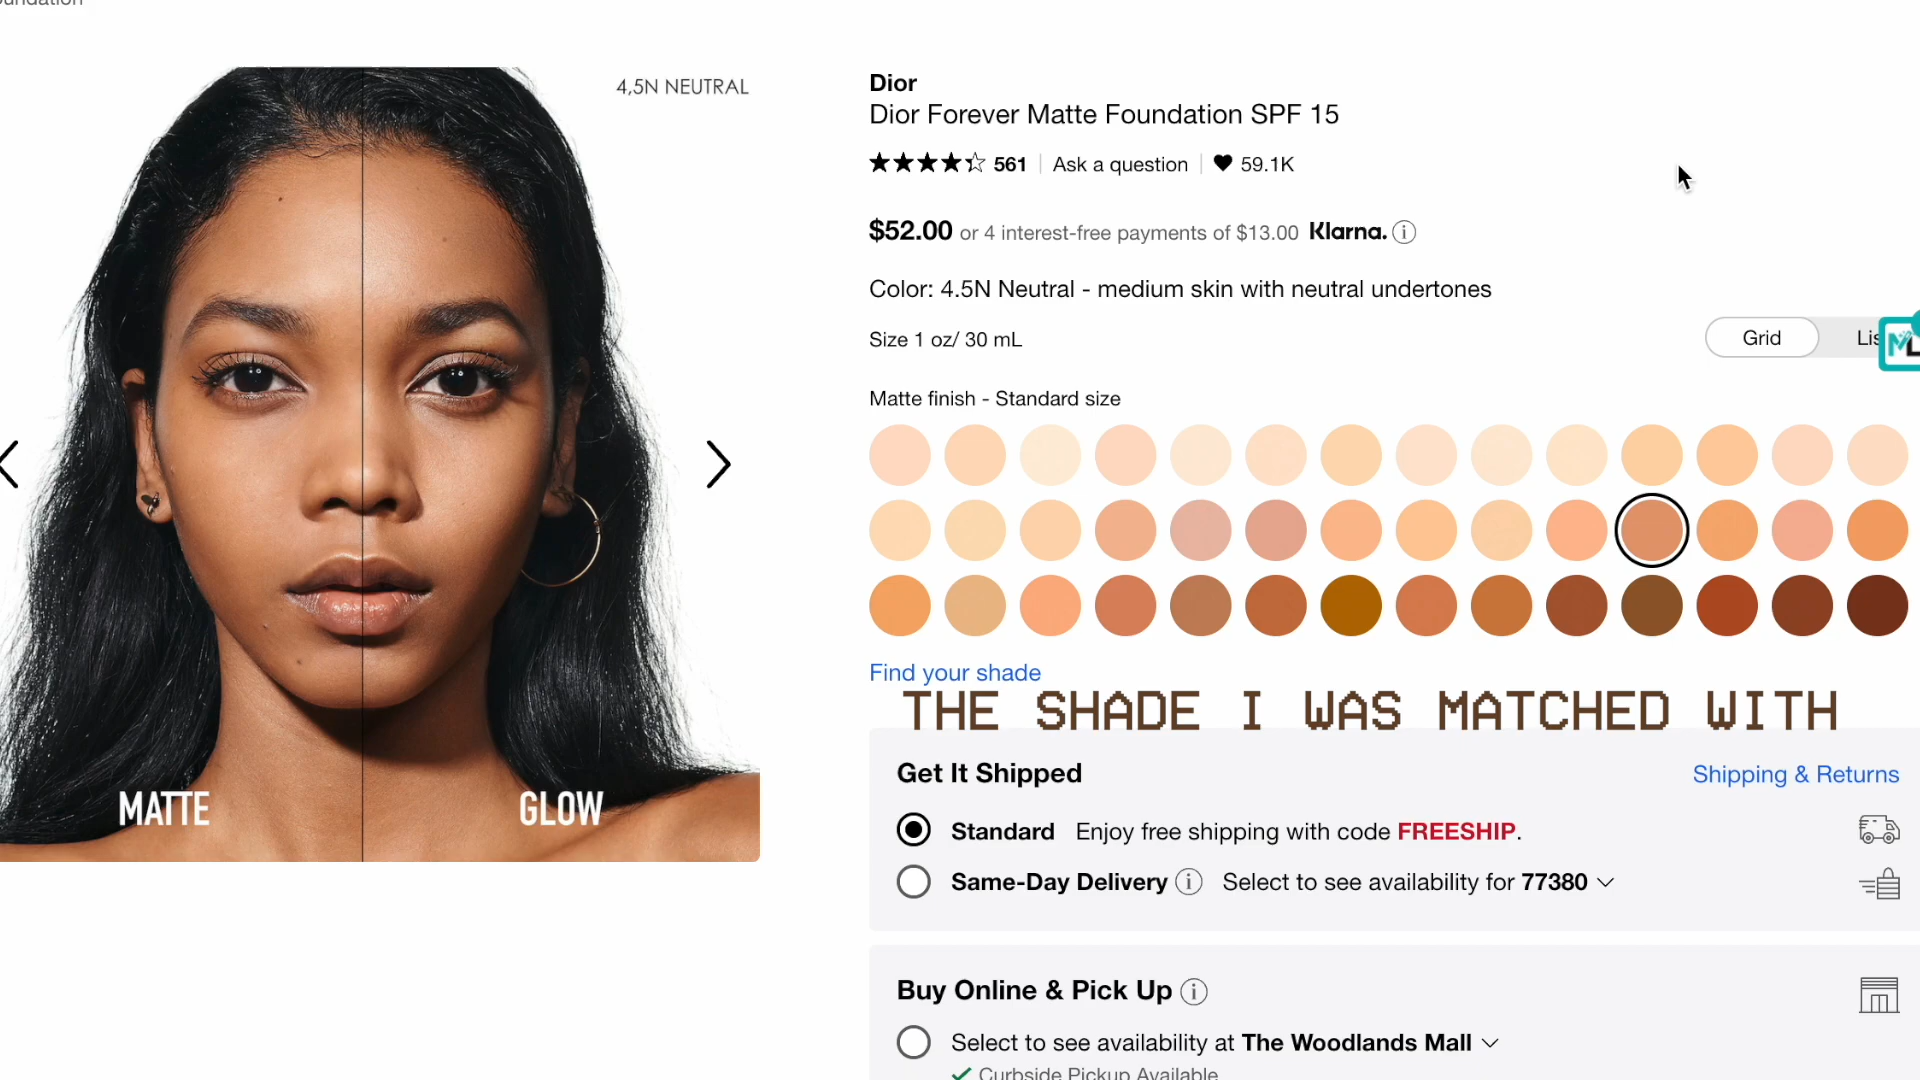 4,5N NEUTRAL
MATTE
GLOW
Dior
Dior Forever Matte Foundation SPF 15
561
Ask a question
59.1K
$52.00 or 4 interest-free payments of $13.00 Klarna.
Color: 4.5N Neutral - medium skin with neutral undertones
Size 1 oz/ 30 mL
Grid
Matte finish - Standard size
Find your shade
THE SHADE I WAS MATCHED WITH
Get It Shipped
Shipping & Returns
Standard Enjoy free shipping with code FREESHIP.
Same-Day Delivery Select to see availability for 77380
Buy Online & Pick Up
Select to see availability at The Woodlands Mall
Curbside Pickup Available